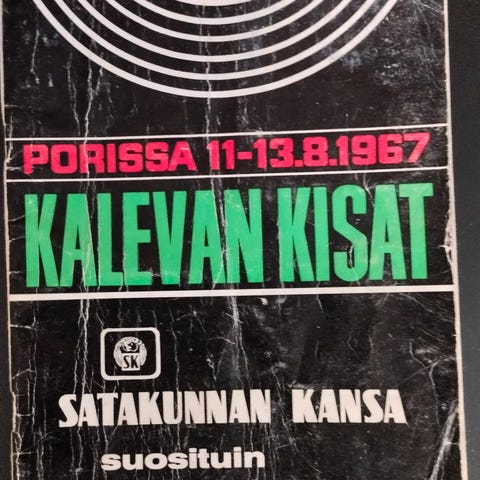 PORISSA 11-13.8.1967
KALEVAN KISAT
SK
SATAKUNNAN KANSA
suosituin